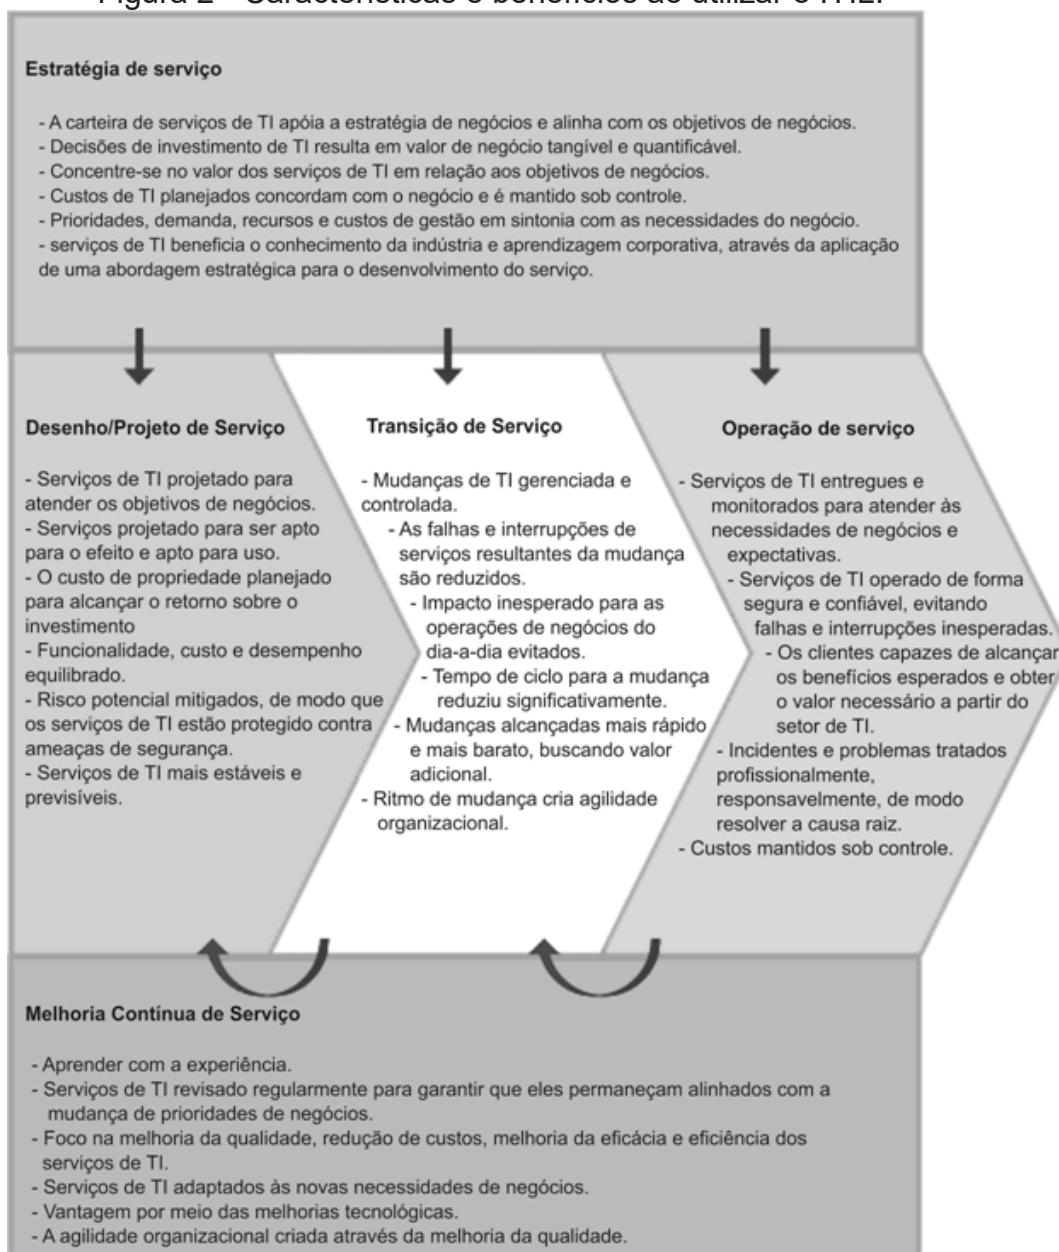 Figura 2 - Características e benefícios ao utilizar o ITIL.
Estratégia de serviço
- A carteira de serviços de TI apóia a estratégia de negócios e alinha com os objetivos de negócios.
- Decisões de investimento de TI resulta em valor de negócio tangível e quantificável.
- Concentre-se no valor dos serviços de TI em relação aos objetivos de negócios.
- Custos de TI planejados concordam com o negócio e é mantido sob controle.
- Prioridades, demanda, recursos e custos de gestão em sintonia com as necessidades do negócio.
- serviços de TI beneficia o conhecimento da indústria e aprendizagem corporativa, através da aplicação
de uma abordagem estratégica para o desenvolvimento do serviço.
Desenho/Projeto de Serviço
- Serviços de TI projetado para
atender os objetivos de negócios.
- Serviços projetado para ser apto
para o efeito e apto para uso.
- O custo de propriedade planejado
para alcançar o retorno sobre o
investimento
- Funcionalidade, custo e desempenho
equilibrado.
- Risco potencial mitigados, de modo que
os serviços de TI estão protegido contra
ameaças de segurança.
- Serviços de TI mais estáveis e
previsíveis.
Transição de Serviço
- Mudanças de TI gerenciada e
controlada.
- As falhas e interrupções de
serviços resultantes da mudança
são reduzidos.
- Impacto inesperado para as
operações de negócios do
dia-a-dia evitados.
- Tempo de ciclo para a mudança
reduziu significativamente.
- Mudanças alcançadas mais rápido
e mais barato, buscando valor
adicional.
- Ritmo de mudança cria agilidade
organizacional.
Operação de serviço
- Serviços de TI entregues e
monitorados para atender às
necessidades de negócios e
expectativas.
- Serviços de TI operado de forma
segura e confiável, evitando
falhas e interrupções inesperadas.
- Os clientes capazes de alcançar
os benefícios esperados e obter
o valor necessário a partir do
setor de TI.
- Incidentes e problemas tratados
profissionalmente,
responsavelmente, de modo
resolver a causa raiz.
- Custos mantidos sob controle.
Melhoria Contínua de Serviço
- Aprender com a experiência.
- Serviços de TI revisado regularmente para garantir que eles permaneçam alinhados com a
mudança de prioridades de negócios.
- Foco na melhoria da qualidade, redução de custos, melhoria da eficácia e eficiência dos
serviços de TI.
- Serviços de TI adaptados às novas necessidades de negócios.
- Vantagem por meio das melhorias tecnológicas.
- A agilidade organizacional criada através da melhoria da qualidade.